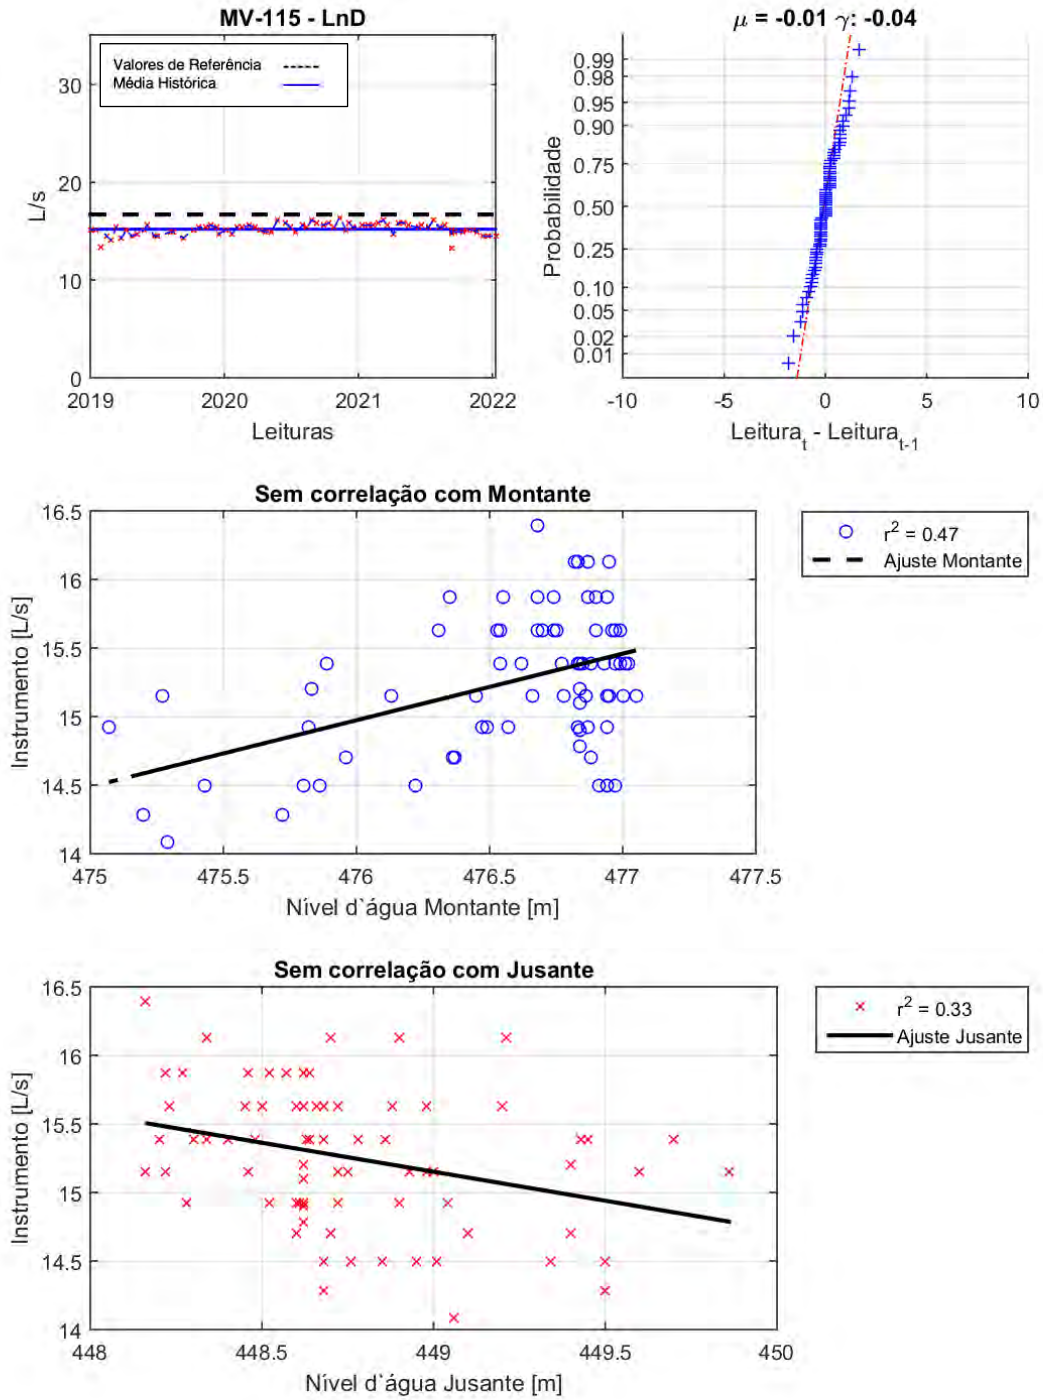 MV-115 - LnD
Valores de Referência
Média Histórica
30
20
10
0
L/s
2019
2020
2021
2022
Leituras
μ = -0.01 γ: -0.04
0.99
0.98
0.95
0.90
0.75
0.50
0.25
0.10
0.05
0.02
0.01
Probabilidade
-10
-5
0
5
10
Leitura_t - Leitura_t-1
Sem correlação com Montante
16.5
16
15.5
15
14.5
14
Instrumento [L/s]
475
475.5
476
476.5
477
477.5
Nível d`água Montante [m]
r² = 0.47
Ajuste Montante
Sem correlação com Jusante
16.5
16
15.5
15
14.5
14
Instrumento [L/s]
448
448.5
449
449.5
450
Nível d`água Jusante [m]
r² = 0.33
Ajuste Jusante